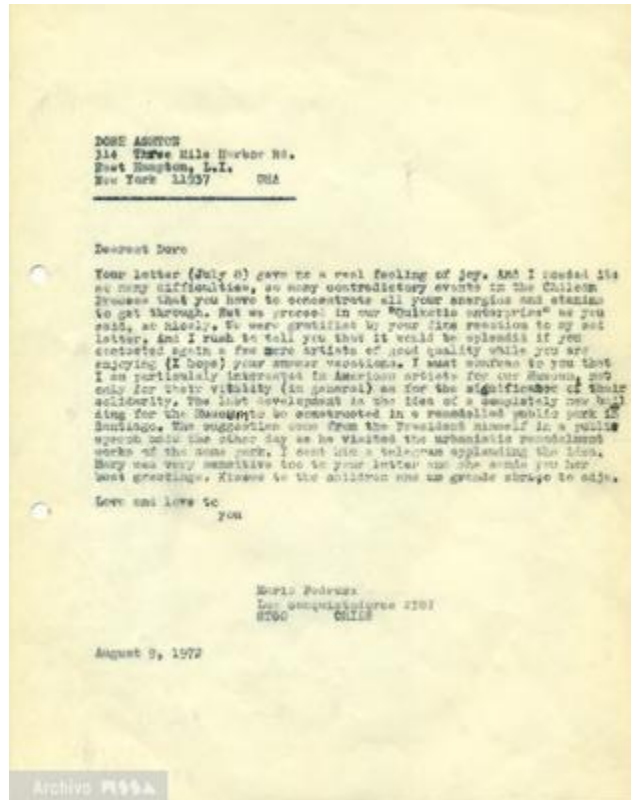 DORE ASHTON
314 Three Mile Harbor Rd.
East Hampton, L.I.
New York 11937 USA
Dearest Dore
Your letter (July 8) gave me a real feeling of joy. And I needed it:
so many difficulties, so many contradictory events in the Chilean
Process that you have to concentrate all your energies and stamina
to get through. But we proceed in our "Quixotic enterprise" as you
said, so nicely. We were gratified by your fine reaction to my sad
letter. And I rush to tell you that it would be splendid if you
contacted again a few more artists of good quality while you are
enjoying (I hope) your summer vacations. I must confess to you that
I am particularly interested in American artists for our Museum, not
only for their vitality (in general) as for the significance of their
solidarity. The last development is the idea of a completely new buil
ding for the Museum to be constructed in a remodelled public park in
Santiago. The suggestion came from the President himself in a public
speech made the other day as he visited the urbanistic remodelment
works of the same park. I sent him a telegram applauding the idea.
Mary was very sensitive too to your letter and she sends you her
best greetings. Kisses to the children and um grande abraço to
Love and love to
you
Mario Pedrosa
Los Conquistadores
STGO CHILE
August 9, 1972
Archivo MSSA